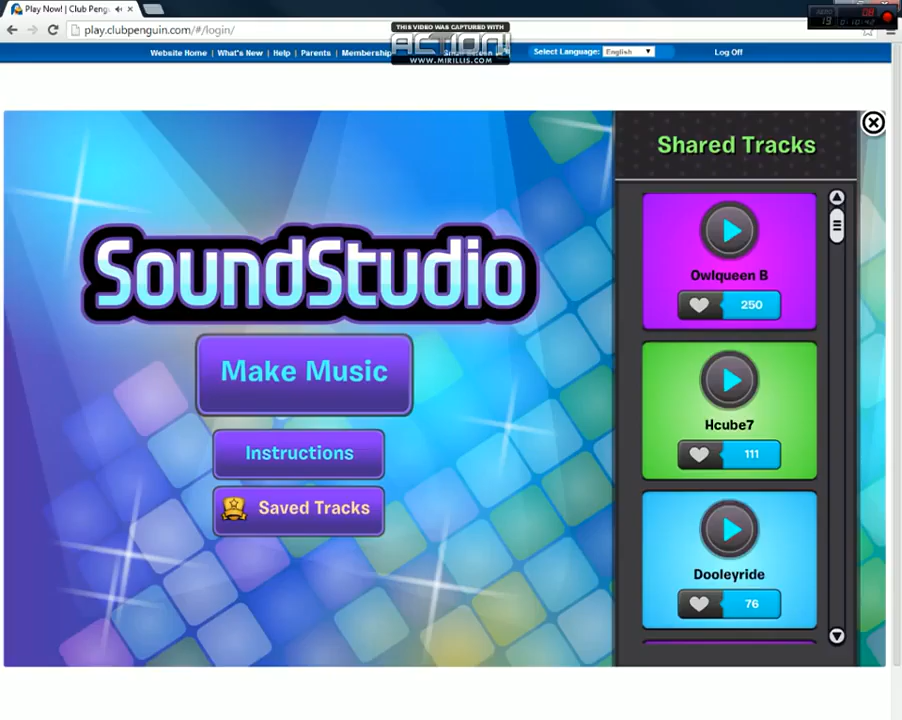 Play Now! | Club Peng
play.clubpenguin.com/#/login/
THIS VIDEO WAS CAPTURED WITH
ACTION!
WWW.MIRILLIS.COM
Website Home | What's New | Help | Parents | Membership
Select Language: English
Log Off
SoundStudio
Make Music
Instructions
Saved Tracks
Shared Tracks
Owlqueen B
250
Hcube7
111
Dooleyride
76